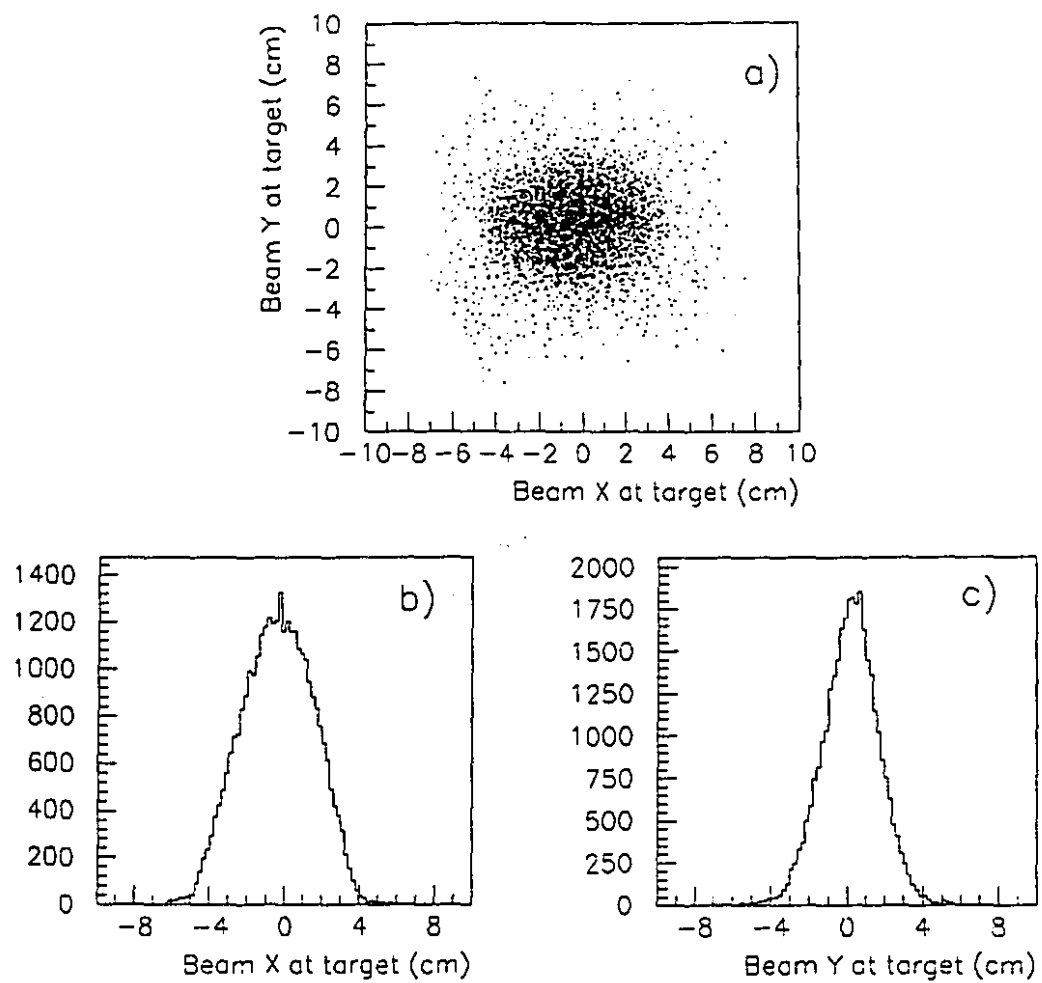 10
8
6
4
2
0
-2
-4
-6
-8
-10
Beam Y at target (cm)
a)
-10-8 -6 -4 -2 0 2 4 6 8 10
Beam X at target (cm)
1400
1200
1000
800
600
400
200
0
b)
-8 -4 0 4 8
Beam X at target (cm)
2000
1750
1500
1250
1000
750
500
250
0
c)
-8 -4 0 4 8
Beam Y at target (cm)